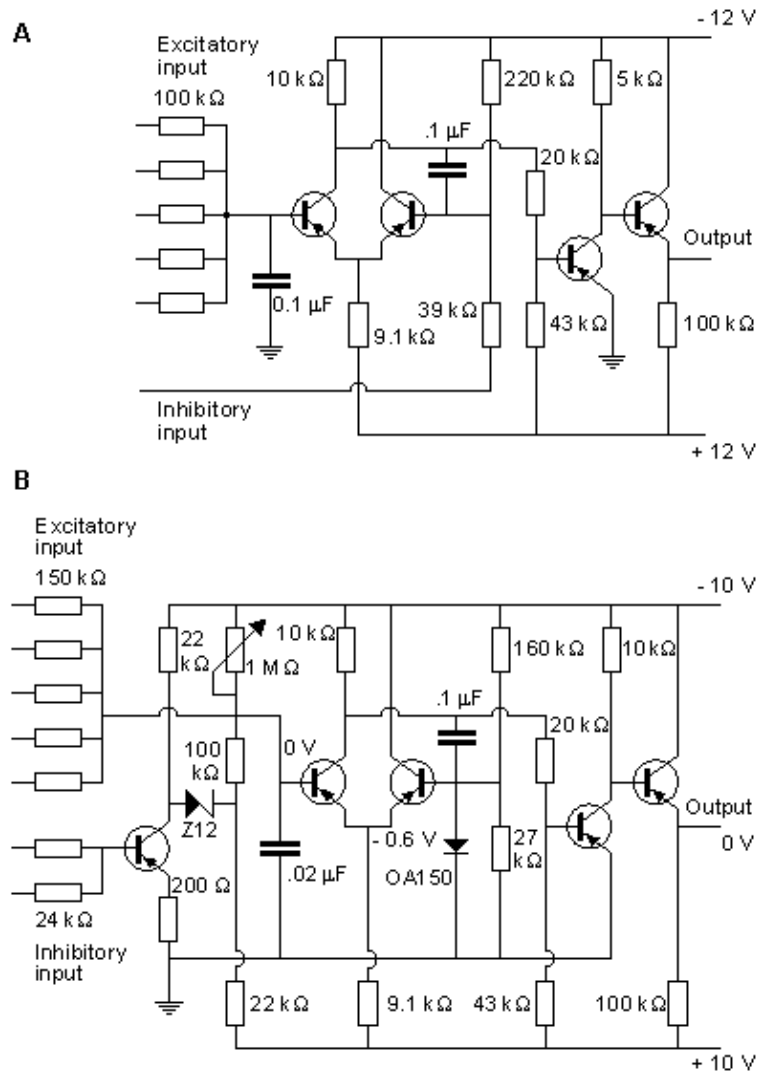 A
- 12 V
Excitatory
input
100 kΩ
10 kΩ
220 kΩ
5 kΩ
.1 μF
20 kΩ
Output
0.1 μF
9.1 kΩ
39 kΩ
43 kΩ
100 kΩ
Inhibitory
input
+ 12 V
B
Excitatory
input
150 kΩ
- 10 V
22
kΩ
1 M Ω
10 kΩ
160 kΩ
10 kΩ
.1 μF
20 kΩ
100
kΩ
0 V
Z12
Output
0 V
- 0.6 V
27
kΩ
.02 μF
OA150
200 Ω
24 kΩ
Inhibitory
input
22 kΩ
9.1 kΩ
43 kΩ
100 kΩ
+ 10 V